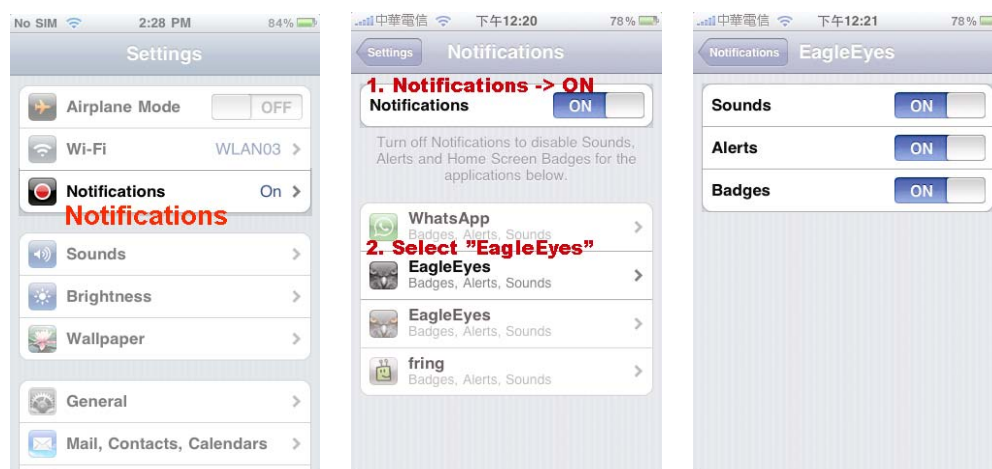 No SIM 2:28 PM 84%
Settings
Airplane Mode OFF
Wi-Fi WLAN03
Notifications On
Notifications
Sounds
Brightness
Wallpaper
General
Mail, Contacts, Calendars
中華電信 下午12:20 78%
Settings Notifications
1. Notifications -> ON
Notifications ON
Turn off Notifications to disable Sounds,
Alerts and Home Screen Badges for the
applications below.
WhatsApp
Badges, Alerts, Sounds
2. Select ”EagleEyes”
EagleEyes
Badges, Alerts, Sounds
EagleEyes
Badges, Alerts, Sounds
fring
Badges, Alerts, Sounds
中華電信 下午12:21 78%
Notifications EagleEyes
Sounds ON
Alerts ON
Badges ON